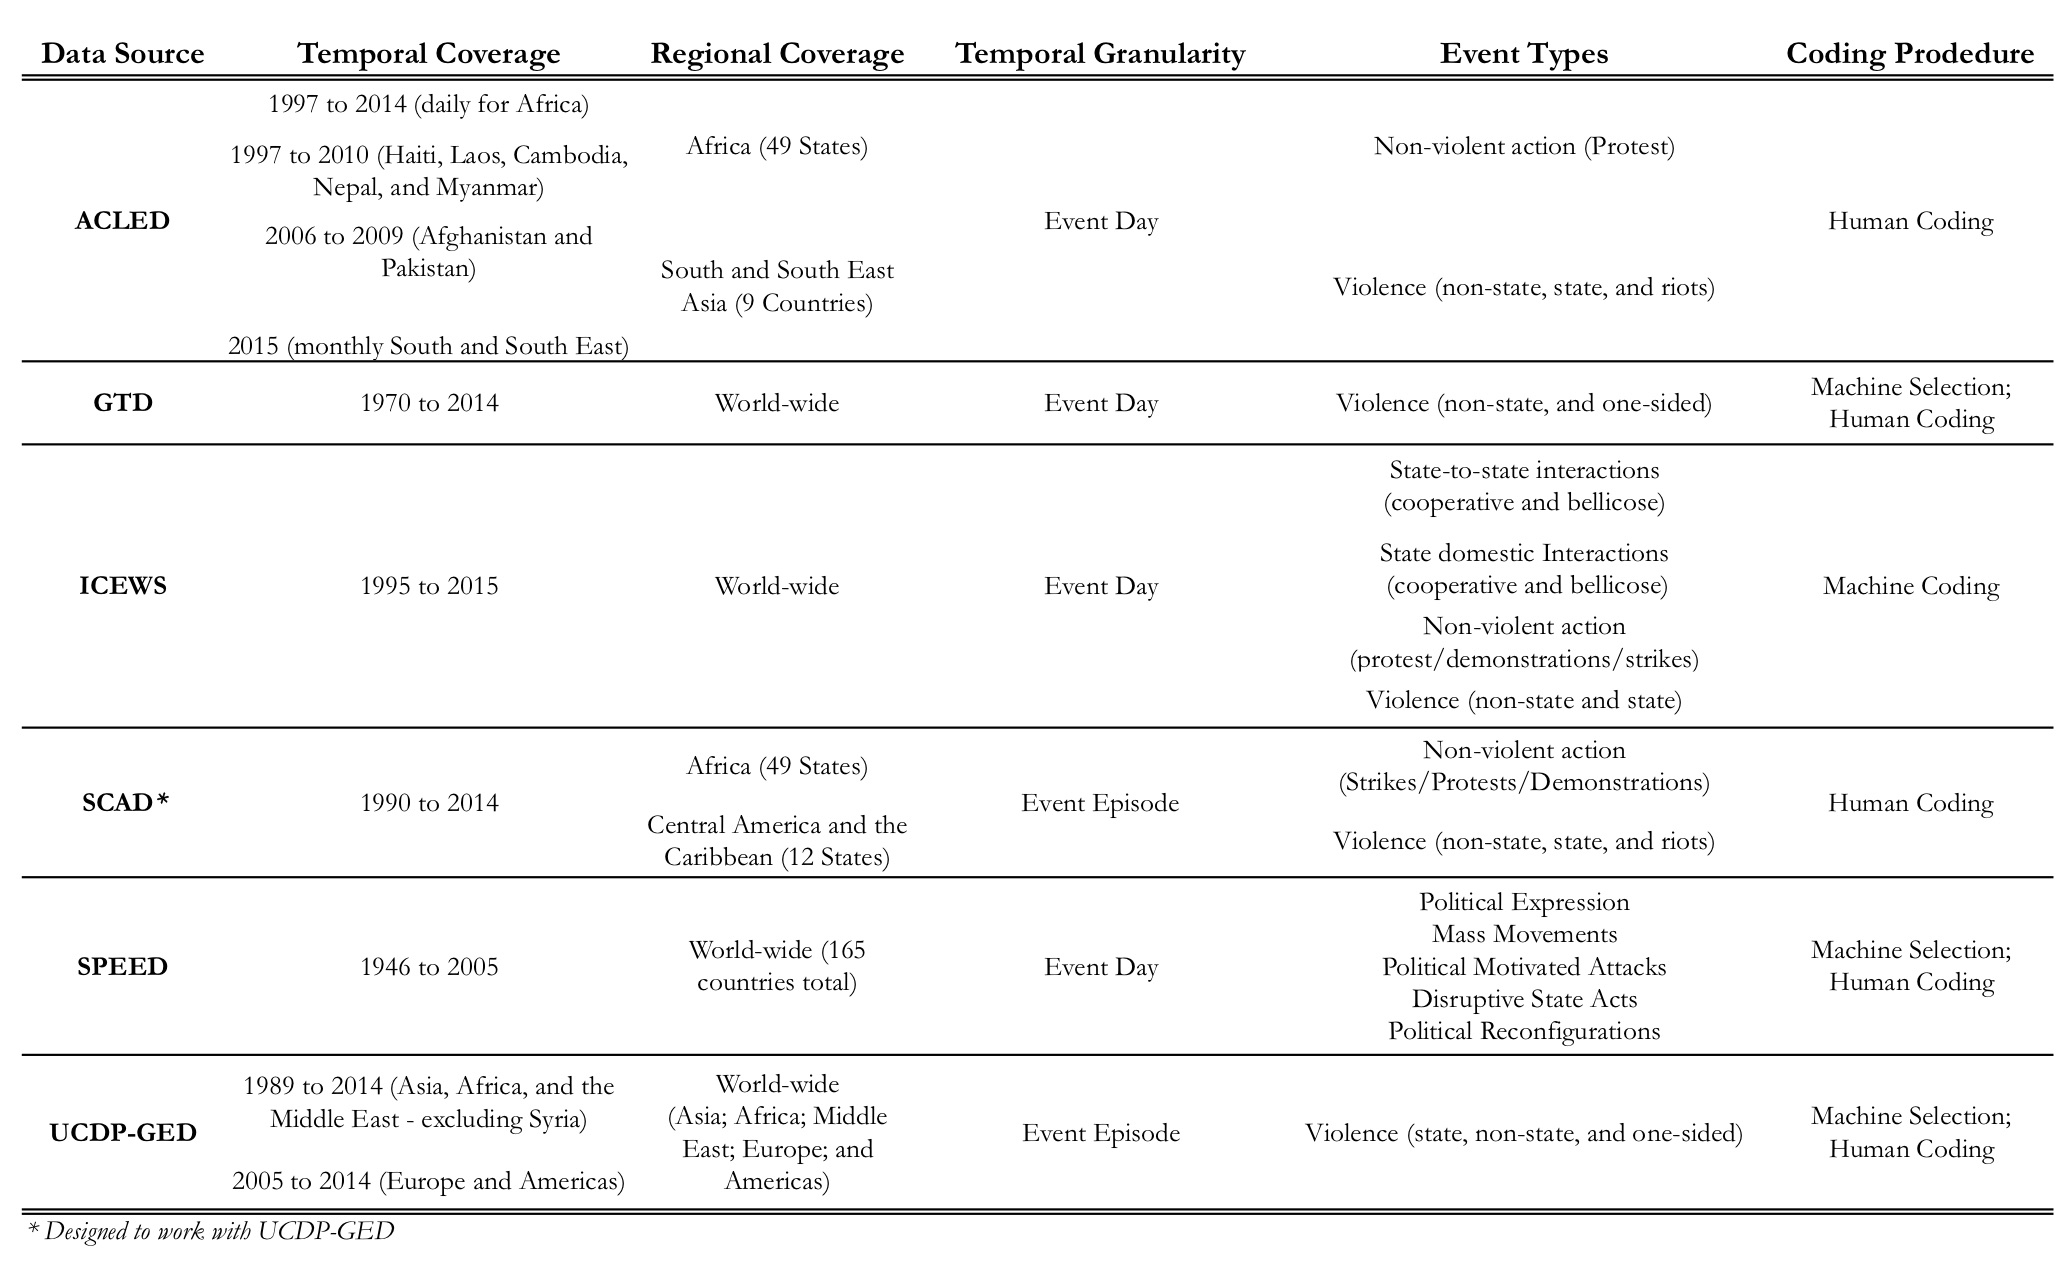 Data Source Temporal Coverage Regional Coverage Temporal Granularity Event Types Coding Prodedure
ACLED
1997 to 2014 (daily for Africa)
1997 to 2010 (Haiti, Laos, Cambodia,
Nepal, and Myanmar)
2006 to 2009 (Afghanistan and
Pakistan)
2015 (monthly South and South East)
Africa (49 States)
South and South East
Asia (9 Countries)
Event Day
Non-violent action (Protest)
Violence (non-state, state, and riots)
Human Coding
GTD
1970 to 2014
World-wide
Event Day
Violence (non-state, and one-sided)
Machine Selection;
Human Coding
ICEWS
1995 to 2015
World-wide
Event Day
State-to-state interactions
(cooperative and bellicose)
State domestic Interactions
(cooperative and bellicose)
Non-violent action
(protest/demonstrations/strikes)
Violence (non-state and state)
Machine Coding
SCAD*
1990 to 2014
Africa (49 States)
Central America and the
Caribbean (12 States)
Event Episode
Non-violent action
(Strikes/Protests/Demonstrations)
Violence (non-state, state, and riots)
Human Coding
SPEED
1946 to 2005
World-wide (165
countries total)
Event Day
Political Expression
Mass Movements
Political Motivated Attacks
Disruptive State Acts
Political Reconfigurations
Machine Selection;
Human Coding
UCDP-GED
1989 to 2014 (Asia, Africa, and the
Middle East - excluding Syria)
2005 to 2014 (Europe and Americas)
World-wide
(Asia; Africa; Middle
East; Europe; and
Americas)
Event Episode
Violence (state, non-state, and one-sided)
Machine Selection;
Human Coding
* Designed to work with UCDP-GED